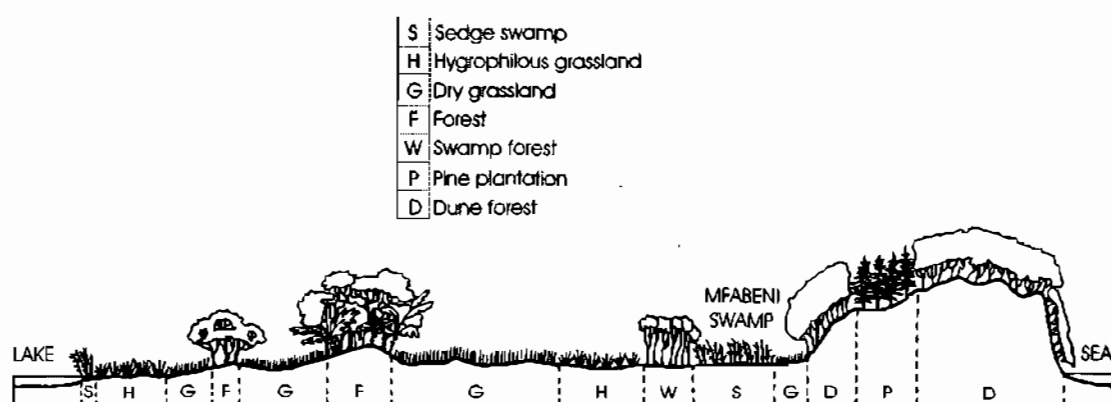 S Sedge swamp
H Hygrophilous grassland
G Dry grassland
F Forest
W Swamp forest
P Pine plantation
D Dune forest
MFABENI
SWAMP
LAKE
SEA
S H G F G F G H W S G D P D